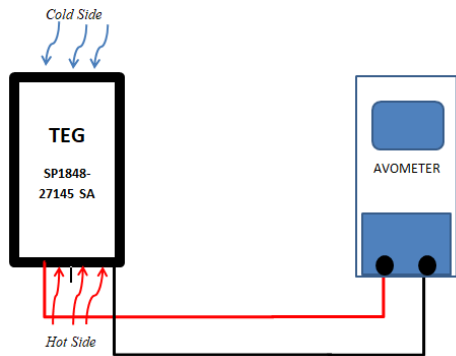 Cold Side
TEG
SP1848-
27145 SA
AVOMETER
Hot Side